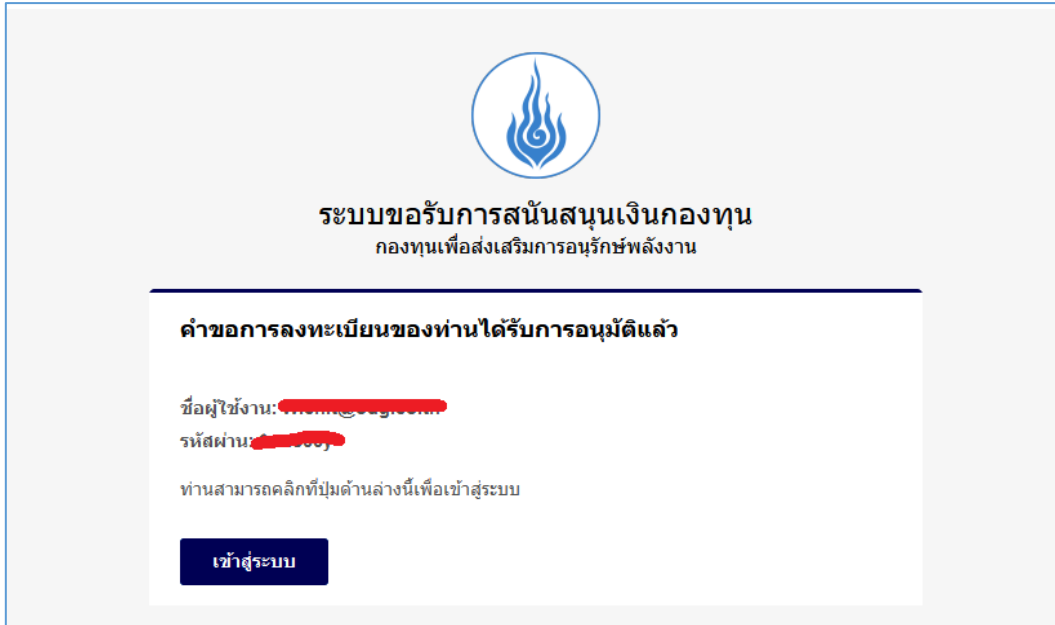 ระบบขอรับการสนันสนุนเงินกองทุน
กองทุนเพื่อส่งเสริมการอนุรักษ์พลังงาน
คำขอการลงทะเบียนของท่านได้รับการอนุมัติแล้ว
ชื่อผู้ใช้งาน:
รหัสผ่าน:
ท่านสามารถคลิกที่ปุ่มด้านล่างนี้เพื่อเข้าสู่ระบบ
เข้าสู่ระบบ